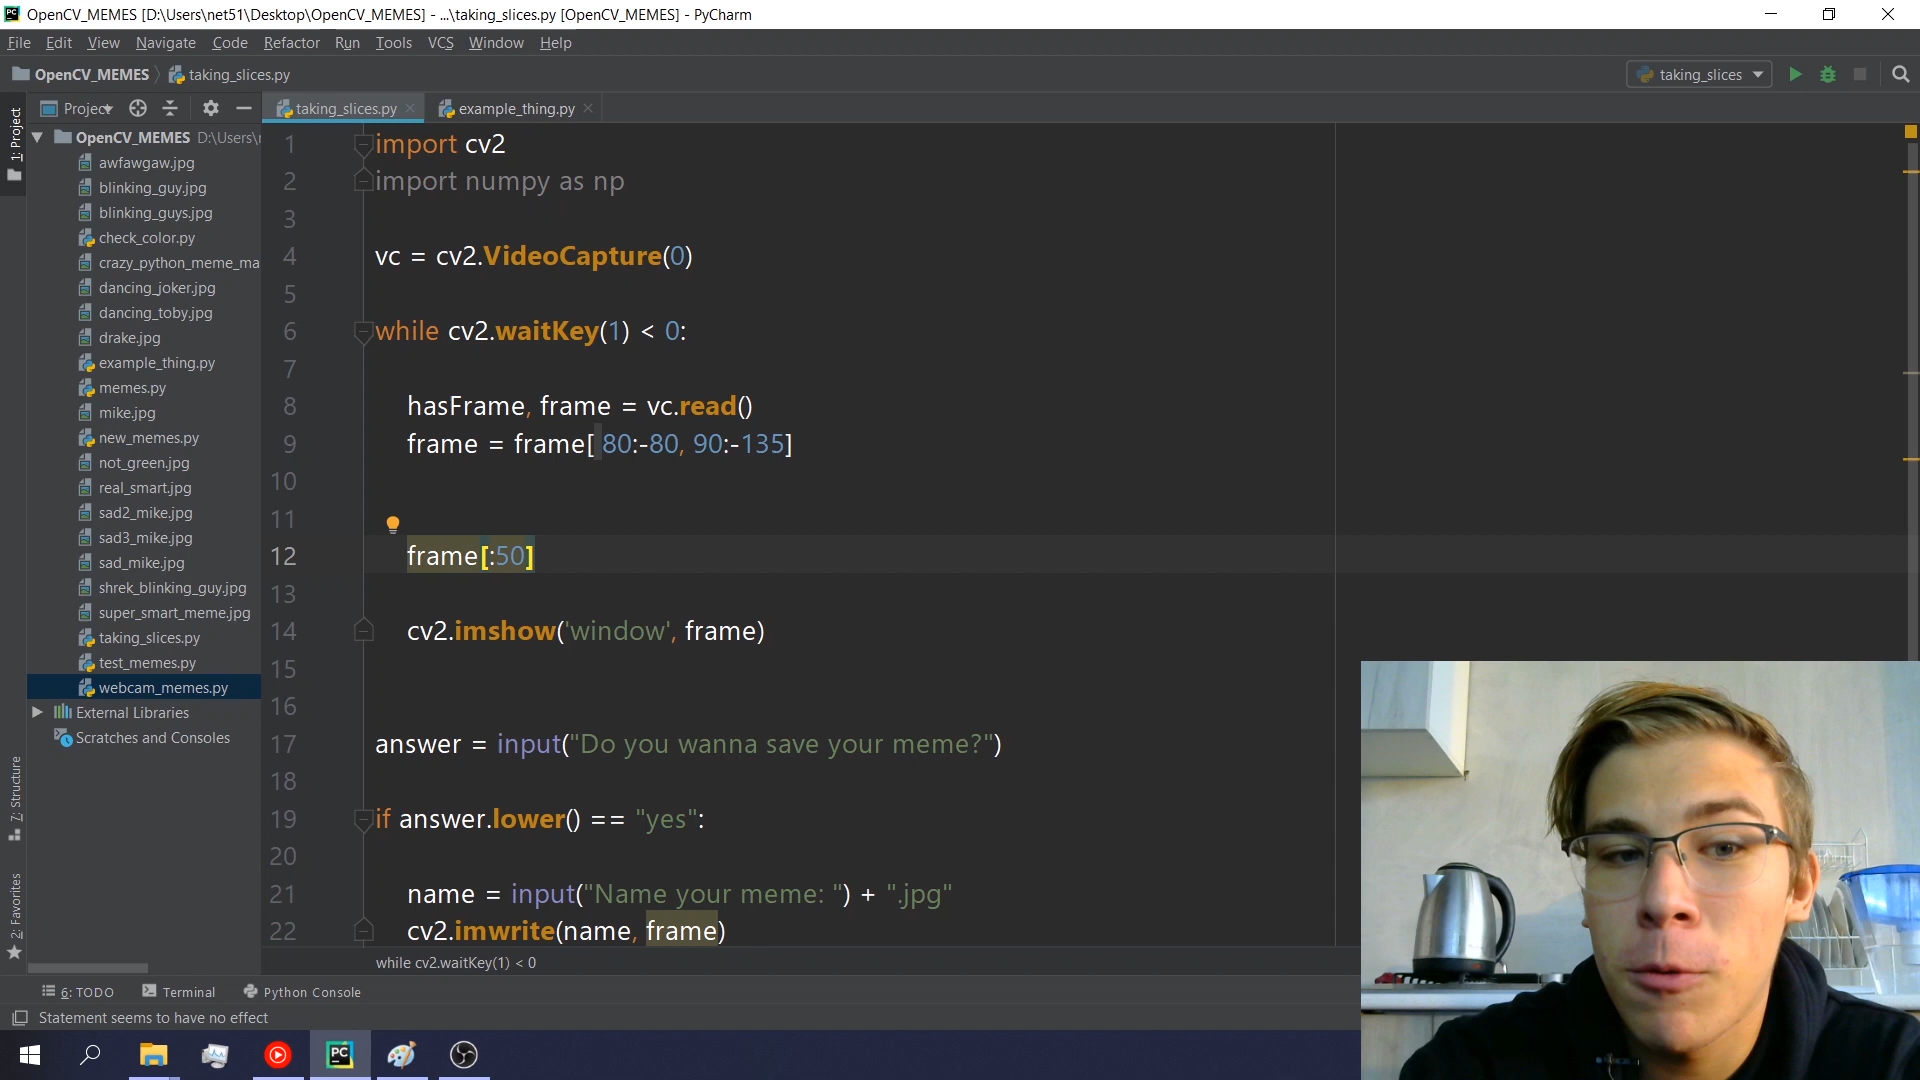 OpenCV_MEMES [D:\Users\net51\Desktop\OpenCV_MEMES] - ...\taking_slices.py [OpenCV_MEMES] - PyCharm
File Edit View Navigate Code Refactor Run Tools VCS Window Help
OpenCV_MEMES taking_slices.py
taking_slices
1: Project
Project
taking_slices.py
example_thing.py
OpenCV_MEMES D:\Users\
awfawgaw.jpg
blinking_guy.jpg
blinking_guys.jpg
check_color.py
crazy_python_meme_ma
dancing_joker.jpg
dancing_toby.jpg
drake.jpg
example_thing.py
memes.py
mike.jpg
new_memes.py
not_green.jpg
real_smart.jpg
sad2_mike.jpg
sad3_mike.jpg
sad_mike.jpg
shrek_blinking_guy.jpg
super_smart_meme.jpg
taking_slices.py
test_memes.py
webcam_memes.py
External Libraries
Scratches and Consoles
7: Structure
2: Favorites
1 import cv2
2 import numpy as np
3
4 vc = cv2.VideoCapture(0)
5
6 while cv2.waitKey(1) < 0:
7
8 hasFrame, frame = vc.read()
9 frame = frame[ 80:-80, 90:-135]
10
11
12 frame[:50]
13
14 cv2.imshow('window', frame)
15
16
17 answer = input("Do you wanna save your meme?")
18
19 if answer.lower() == "yes":
20
21 name = input("Name your meme: ") + ".jpg"
22 cv2.imwrite(name, frame)
while cv2.waitKey(1) < 0
6: TODO Terminal Python Console
Statement seems to have no effect